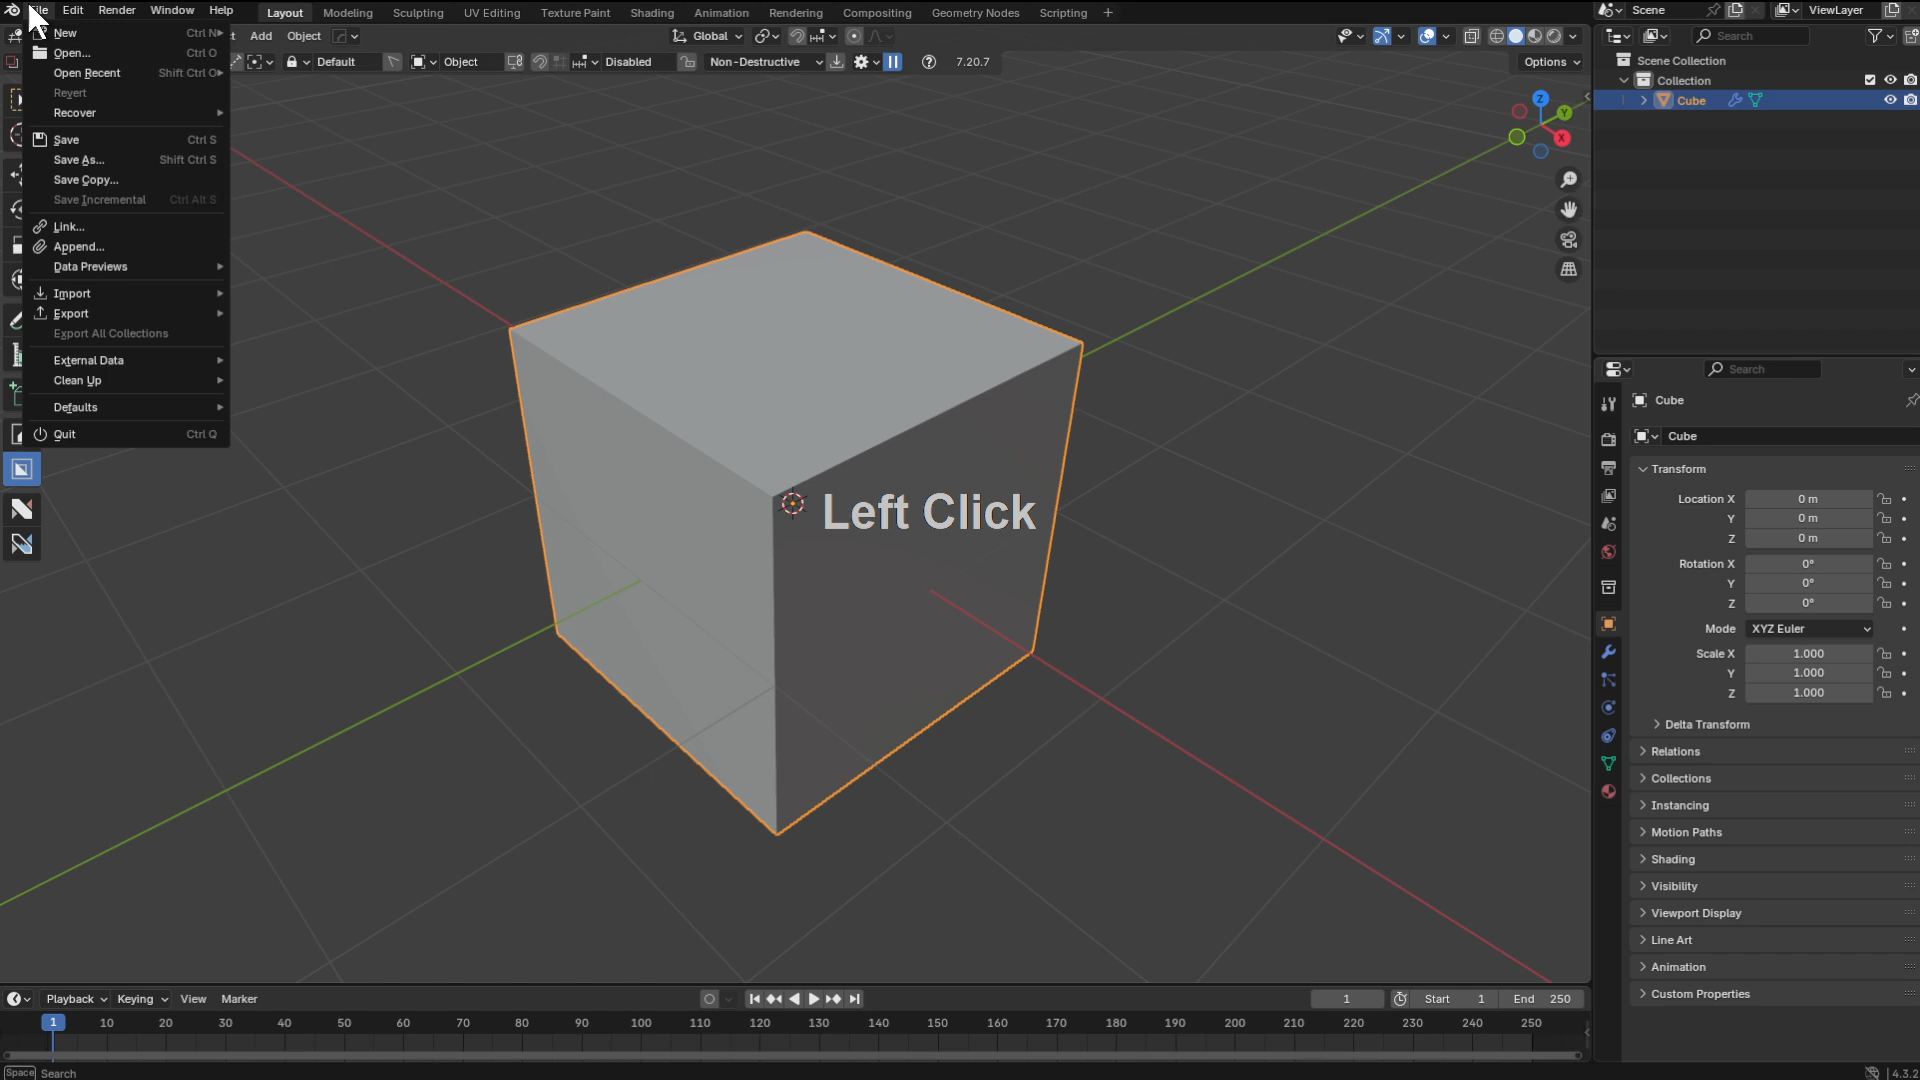 File Edit Render Window Help Layout Modeling Sculpting UV Editing Texture Paint Shading Animation Rendering Compositing Geometry Nodes Scripting +
Scene ViewLayer
Add Object Global
Search
Default Object Disabled Non-Destructive 7.20.7 Options
New Ctrl N
Open... Ctrl O
Open Recent Shift Ctrl O
Revert
Recover
Save Ctrl S
Save As... Shift Ctrl S
Save Copy...
Save Incremental Ctrl Alt S
Link...
Append...
Data Previews
Import
Export
Export All Collections
External Data
Clean Up
Defaults
Quit Ctrl Q
Z
Y
X
Left Click
Scene Collection
Collection
Cube
Search
Cube
Cube
Transform
Location X 0 m
Y 0 m
Z 0 m
Rotation X 0°
Y 0°
Z 0°
Mode XYZ Euler
Scale X 1.000
Y 1.000
Z 1.000
Delta Transform
Relations
Collections
Instancing
Motion Paths
Shading
Visibility
Viewport Display
Line Art
Animation
Custom Properties
Playback Keying View Marker 1 Start 1 End 250
1 10 20 30 40 50 60 70 80 90 100 110 120 130 140 150 160 170 180 190 200 210 220 230 240 250
Space Search
4.3.2